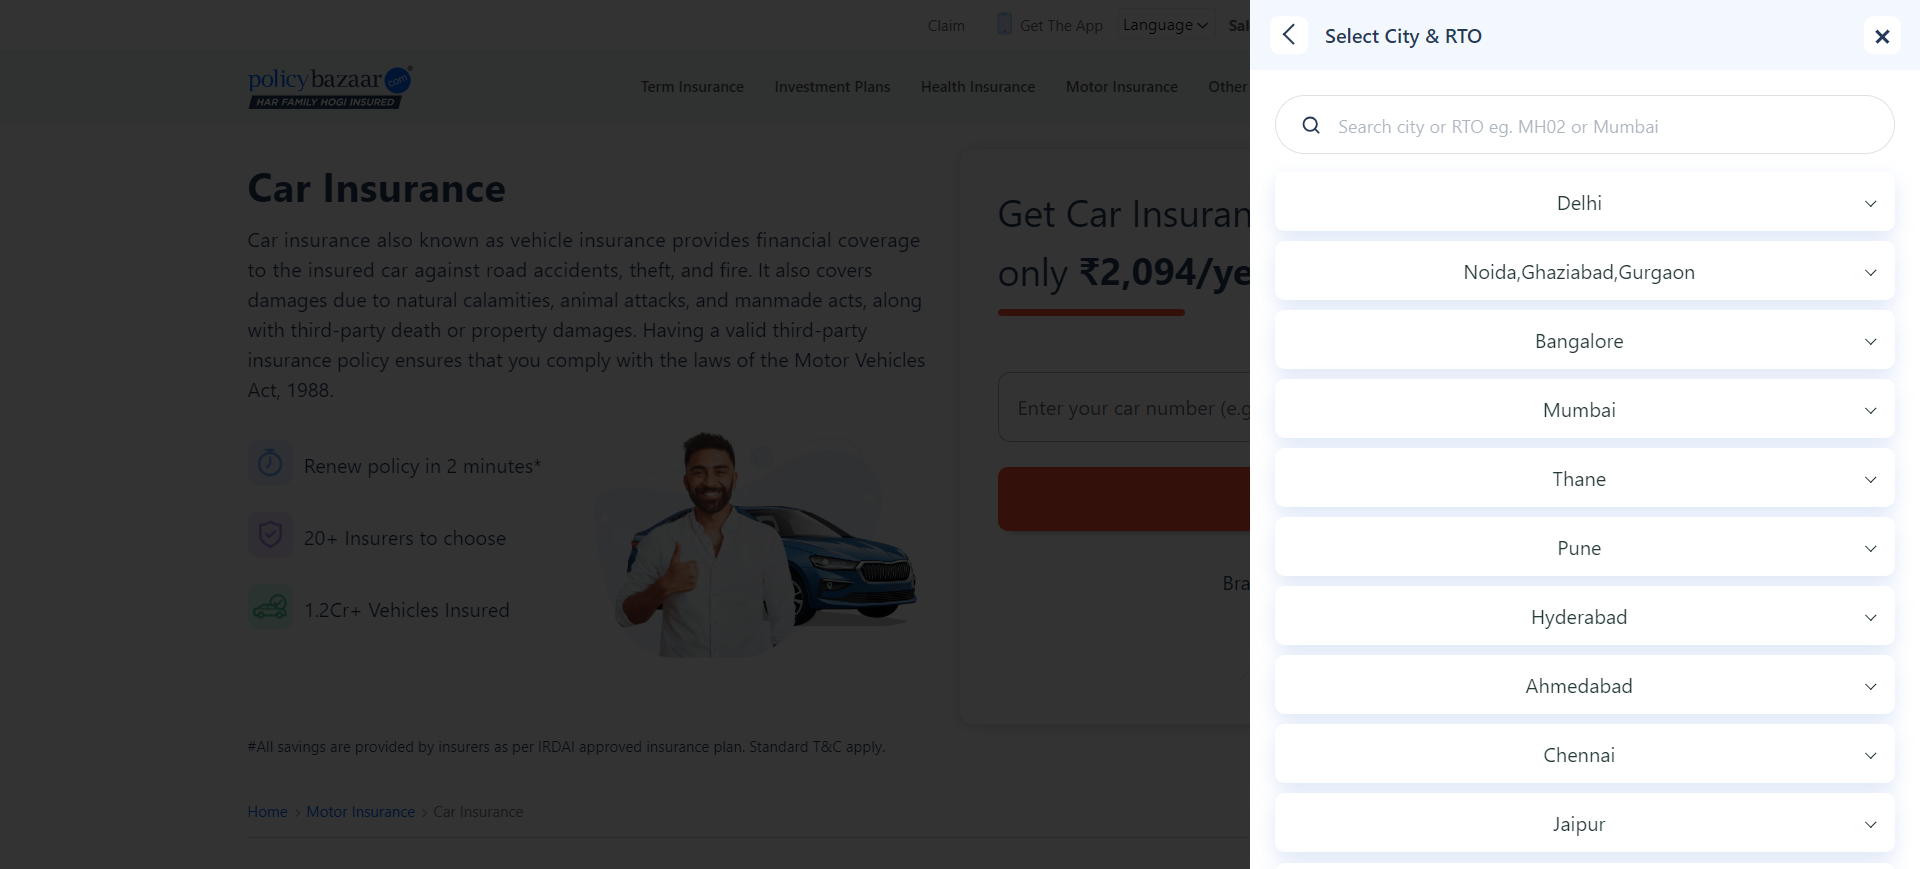 Claim
Get The App
Language
Sal
policybazaar.com
HAR FAMILY HOGI INSURED
Term Insurance
Investment Plans
Health Insurance
Motor Insurance
Other
Car Insurance
Car insurance also known as vehicle insurance provides financial coverage
to the insured car against road accidents, theft, and fire. It also covers
damages due to natural calamities, animal attacks, and manmade acts, along
with third-party death or property damages. Having a valid third-party
insurance policy ensures that you comply with the laws of the Motor Vehicles
Act, 1988.
Renew policy in 2 minutes*
20+ Insurers to choose
1.2Cr+ Vehicles Insured
#All savings are provided by insurers as per IRDAI approved insurance plan. Standard T&C apply.
Home > Motor Insurance > Car Insurance
Get Car Insuran
only ₹2,094/ye
Enter your car number (e.g
Bra
Select City & RTO
Search city or RTO eg. MH02 or Mumbai
Delhi
Noida,Ghaziabad,Gurgaon
Bangalore
Mumbai
Thane
Pune
Hyderabad
Ahmedabad
Chennai
Jaipur